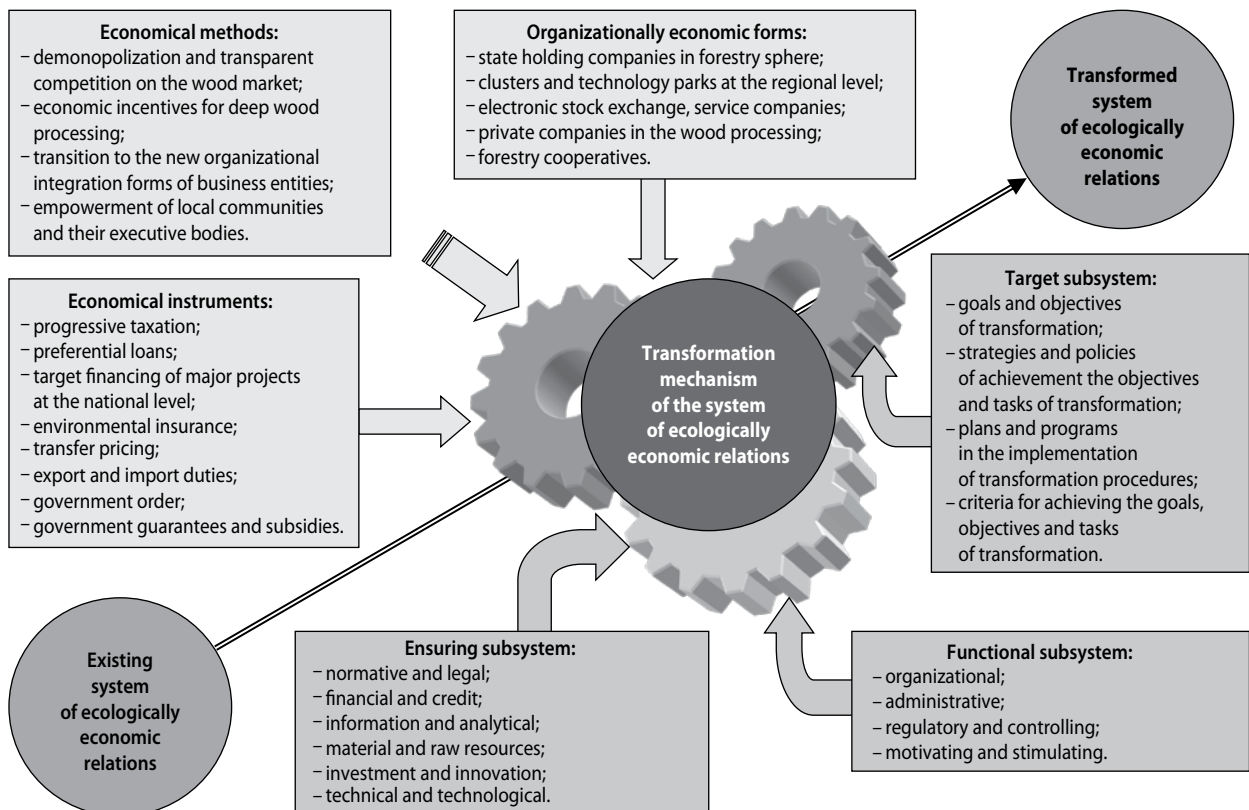 Economical methods:
– demonopolization and transparent
competition on the wood market;
– economic incentives for deep wood
processing;
– transition to the new organizational
integration forms of business entities;
– empowerment of local communities
and their executive bodies.
Organizationally economic forms:
– state holding companies in forestry sphere;
– clusters and technology parks at the regional level;
– electronic stock exchange, service companies;
– private companies in the wood processing;
– forestry cooperatives.
Transformed
system
of ecologically
economic
relations
Economical instruments:
– progressive taxation;
– preferential loans;
– target financing of major projects
at the national level;
– environmental insurance;
– transfer pricing;
– export and import duties;
– government order;
– government guarantees and subsidies.
Transformation
mechanism
of the system
of ecologically
economic relations
Target subsystem:
– goals and objectives
of transformation;
– strategies and policies
of achievement the objectives
and tasks of transformation;
– plans and programs
in the implementation
of transformation procedures;
– criteria for achieving the goals,
objectives and tasks
of transformation.
Existing
system
of ecologically
economic
relations
Ensuring subsystem:
– normative and legal;
– financial and credit;
– information and analytical;
– material and raw resources;
– investment and innovation;
– technical and technological.
Functional subsystem:
– organizational;
– administrative;
– regulatory and controlling;
– motivating and stimulating.